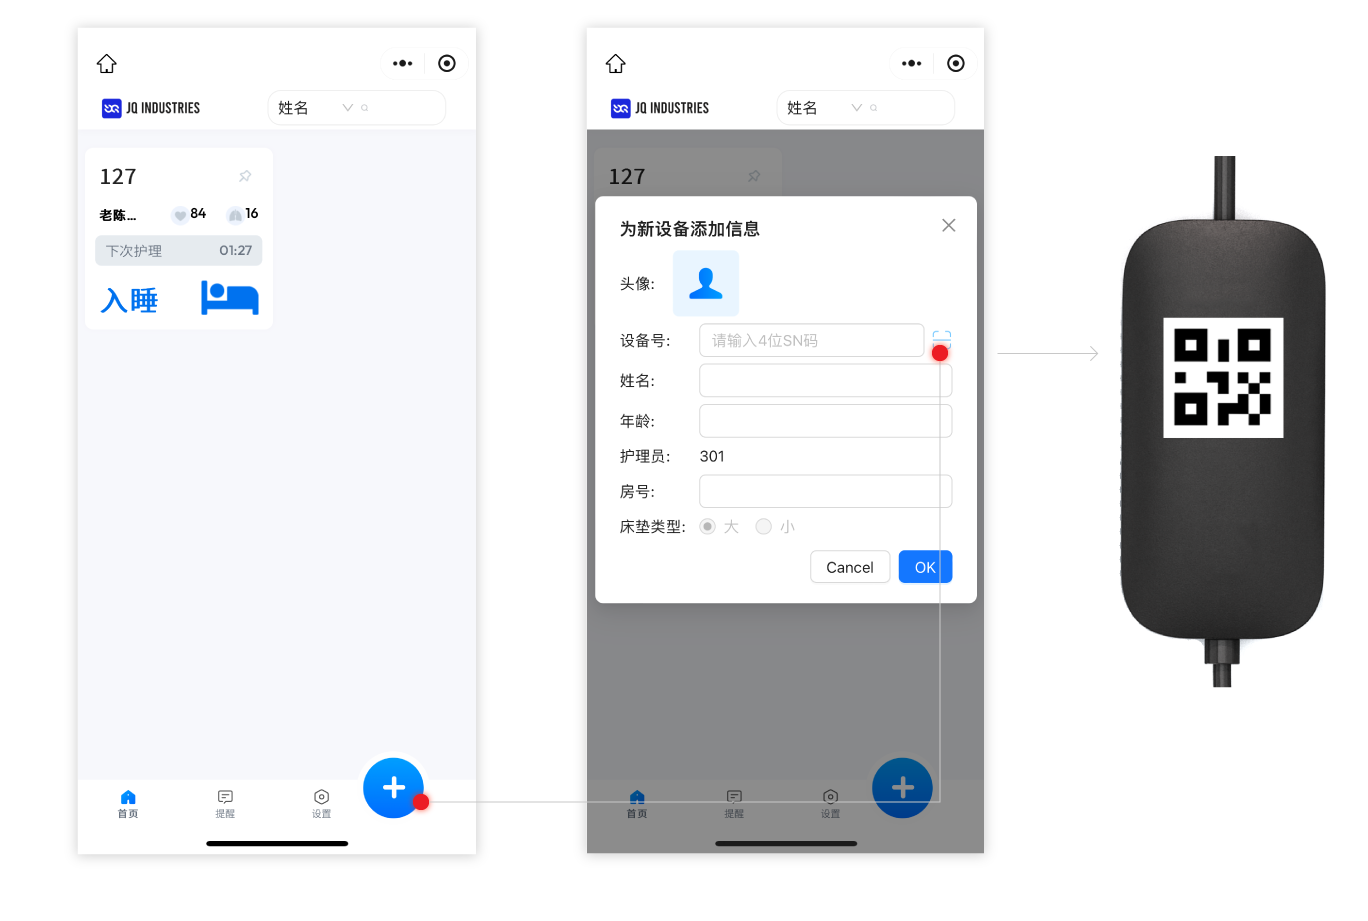 JQ INDUSTRIES
姓名
127
老陈...
84
16
下次护理
01:27
入睡
首页
提醒
设置
JQ INDUSTRIES
姓名
127
为新设备添加信息
头像:
设备号:
请输入4位SN码
姓名:
年龄:
护理员:
301
房号:
床垫类型:
大
小
Cancel
OK
首页
提醒
设置